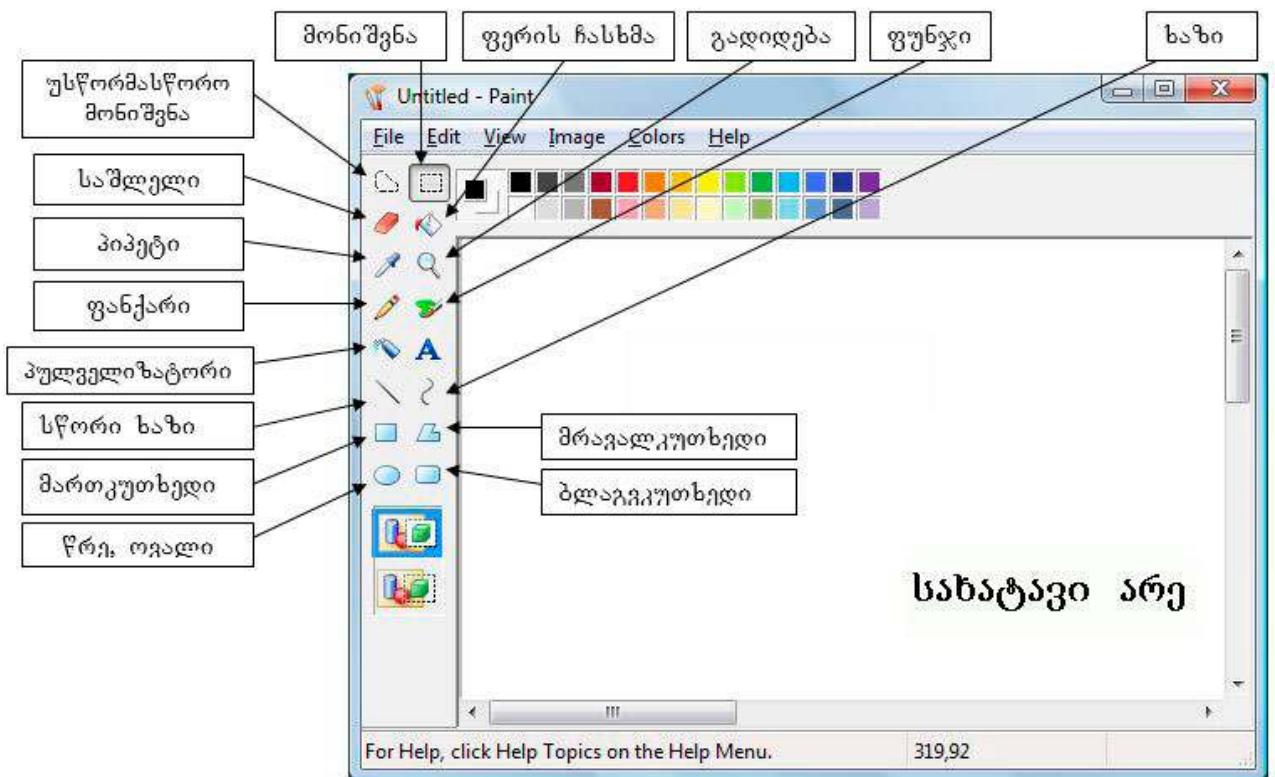 მონიშვნა
ფერის ჩასხმა
გადიდება
ფუნჯი
ხაზი
უსწორმასწორო
მონიშვნა
საშლელი
პიპეტი
ფანქარი
პულველიზატორი
სწორი ხაზი
მართკუთხედი
წრე, ოვალი
Untitled - Paint
File Edit View Image Colors Help
A
მრავალკუთხედი
ბლაგვკუთხედი
სახატავი არე
For Help, click Help Topics on the Help Menu.
319,92